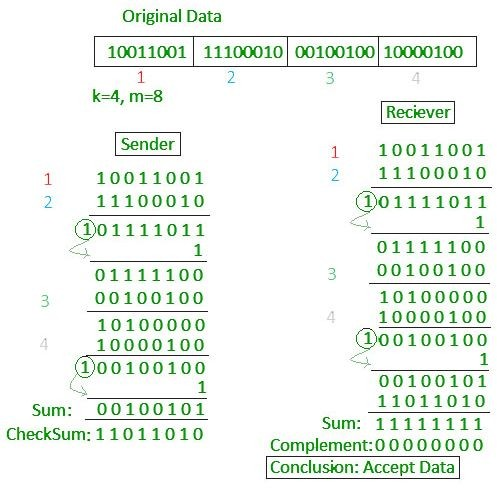 Original Data
10011001 11100010 00100100 10000100
1 2 3 4
k=4, m=8
Sender
1 10011001
2 11100010
1 01111011
1
01111100
3 00100100
10100000
4 10000100
1 00100100
1
Sum: 00100101
CheckSum: 11011010
Reciever
1 10011001
2 11100010
1 01111011
1
01111100
3 00100100
10100000
4 10000100
1 00100100
1
00100101
11011010
Sum: 11111111
Complement: 00000000
Conclusion: Accept Data